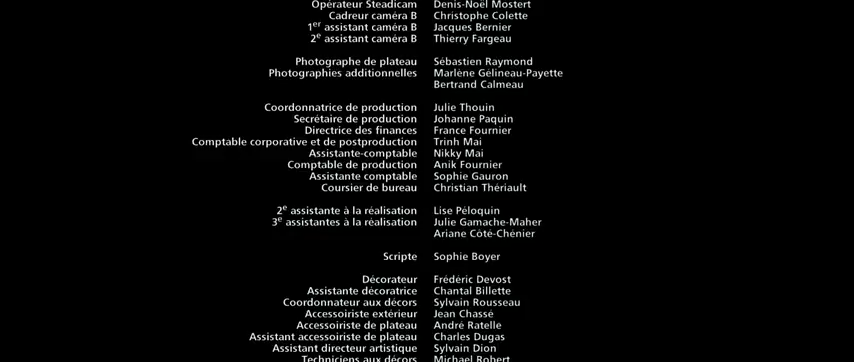 Opérateur Steadicam Denis-Noël Mostert
Cadreur caméra B Christophe Colette
1er assistant caméra B Jacques Bernier
2e assistant caméra B Thierry Fargeau
Photographe de plateau Sébastien Raymond
Photographies additionnelles Marlène Gélineau-Payette
Bertrand Calmeau
Coordonnatrice de production Julie Thouin
Secrétaire de production Johanne Paquin
Directrice des finances France Fournier
Comptable corporative et de postproduction Trinh Mai
Assistante-comptable Nikky Mai
Comptable de production Anik Fournier
Assistante comptable Sophie Gauron
Coursier de bureau Christian Thériault
2e assistante à la réalisation Lise Péloquin
3e assistantes à la réalisation Julie Gamache-Maher
Ariane Côté-Chénier
Scripte Sophie Boyer
Décorateur Frédéric Devost
Assistante décoratrice Chantal Billette
Coordonnateur aux décors Sylvain Rousseau
Accessoiriste extérieur Jean Chassé
Accessoiriste de plateau André Ratelle
Assistant accessoiriste de plateau Charles Dugas
Assistant directeur artistique Sylvain Dion
Techniciens aux décors Michael Robert